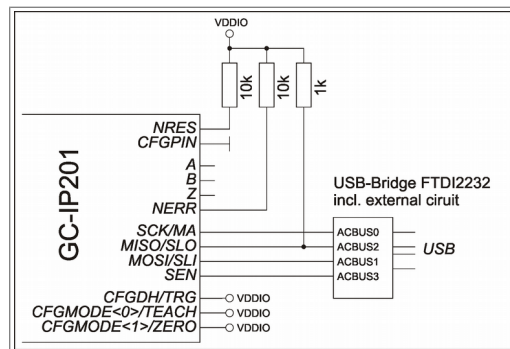 VDDIO
10k
10k
1k
NRES
CFGPIN
A
B
Z
NERR
SCK/MA
MISO/SLO
MOSI/SLI
SEN
CFGDH/TRG
CFGMODE<0>/TEACH
CFGMODE<1>/ZERO
GC-IP201
VDDIO
VDDIO
VDDIO
USB-Bridge FTDI2232
incl. external ciruit
ACBUS0
ACBUS2
ACBUS1
ACBUS3
USB